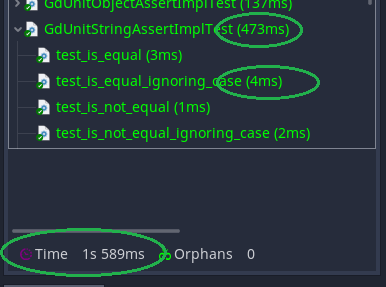 GdUnitObjectAssertImplTest (137ms)
GdUnitStringAssertImplTest (473ms)
test_is_equal (3ms)
test_is_equal_ignoring_case (4ms)
test_is_not_equal (1ms)
test_is_not_equal_ignoring_case (2ms)
Time 1s 589ms Orphans 0